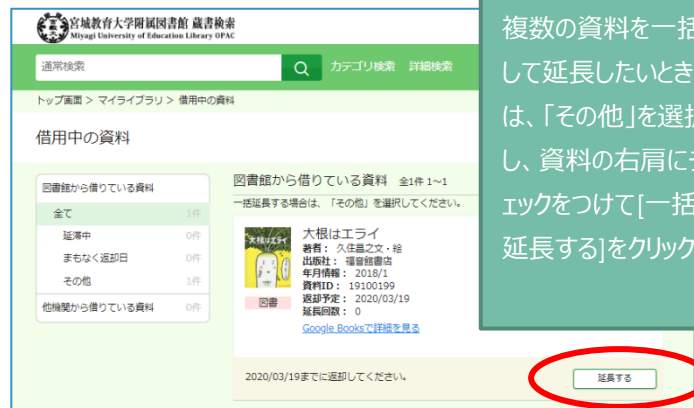 宮城教育大学附属図書館 蔵書検索
Miyagi University of Education Library OPAC
通常検索
カテゴリ検索 詳細検索
トップ画面 > マイライブラリ > 借用中の資料
借用中の資料
図書館から借りている資料
全て 1件
延滞中 0件
まもなく返却日 0件
その他 1件
他機関から借りている資料 0件
図書館から借りている資料 全1件 1~1
一括延長する場合は、「その他」を選択してください。
大根はエライ
図書
大根はエライ
著者: 久住昌之文・絵
出版社: 福音館書店
年月情報: 2018/1
資料ID: 19100199
返却予定: 2020/03/19
延長回数: 0
Google Booksで詳細を見る
2020/03/19までに返却してください。
延長する
複数の資料を一括
して延長したいとき
は、「その他」を選択
し、資料の右肩にチ
ェックをつけて[一括
延長する]をクリック